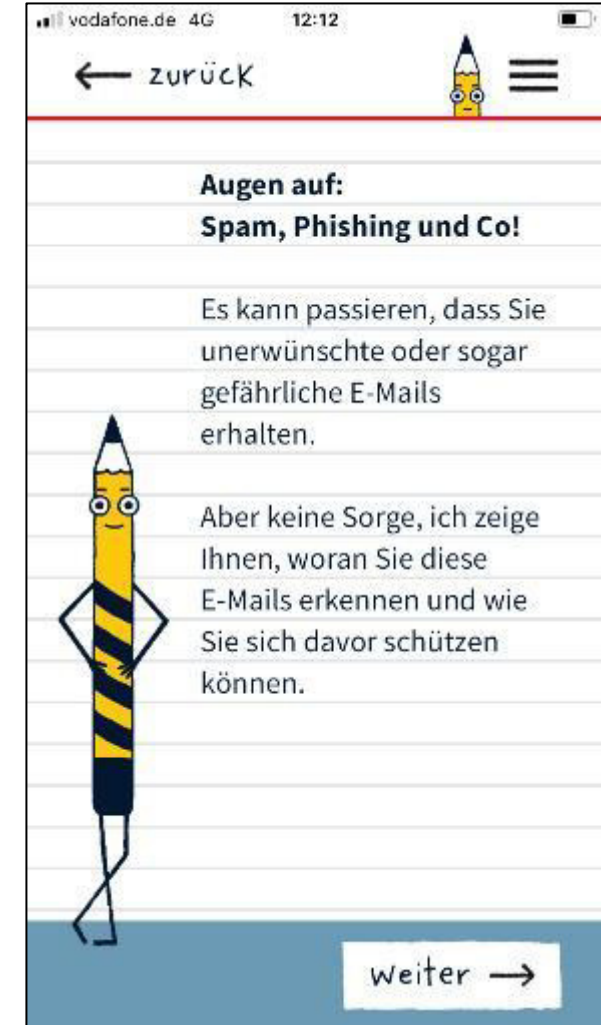 vodafone.de 4G 12:12
← zurück
Augen auf:
Spam, Phishing und Co!
Es kann passieren, dass Sie
unerwünschte oder sogar
gefährliche E-Mails
erhalten.
Aber keine Sorge, ich zeige
Ihnen, woran Sie diese
E-Mails erkennen und wie
Sie sich davor schützen
können.
weiter →